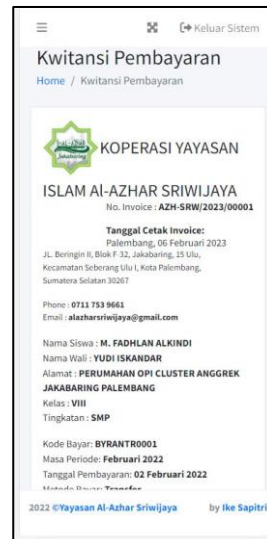 Keluar Sistem
Kwitansi Pembayaran
Home / Kwitansi Pembayaran
Jakabaring
KOPERASI YAYASAN
ISLAM Al-AZHAR SRIWIJAYA
No. Invoice : AZH-SRW/2023/00001
Tanggal Cetak Invoice:
Palembang, 06 Februari 2023
JL. Beringin II, Blok F 32, Jakabaring, 15 Ulu,
Kecamatan Seberang Ulu I, Kota Palembang,
Sumatera Selatan 30267
Phone : 0711 753 9661
Email : alazharsriwijaya@gmail.com
Nama Siswa : M. FADHLAN ALKINDI
Nama Wali : YUDI ISKANDAR
Alamat : PERUMAHAN OPI CLUSTER ANGGREK
JAKABARING PALEMBANG
Kelas : VIII
Tingkatan : SMP
Kode Bayar: BYRANTR0001
Masa Periode: Februari 2022
Tanggal Pembayaran: 02 Februari 2022
Metode Bayar: Transfer
2022 ©Yayasan Al-Azhar Sriwijaya by Ike Sapitri